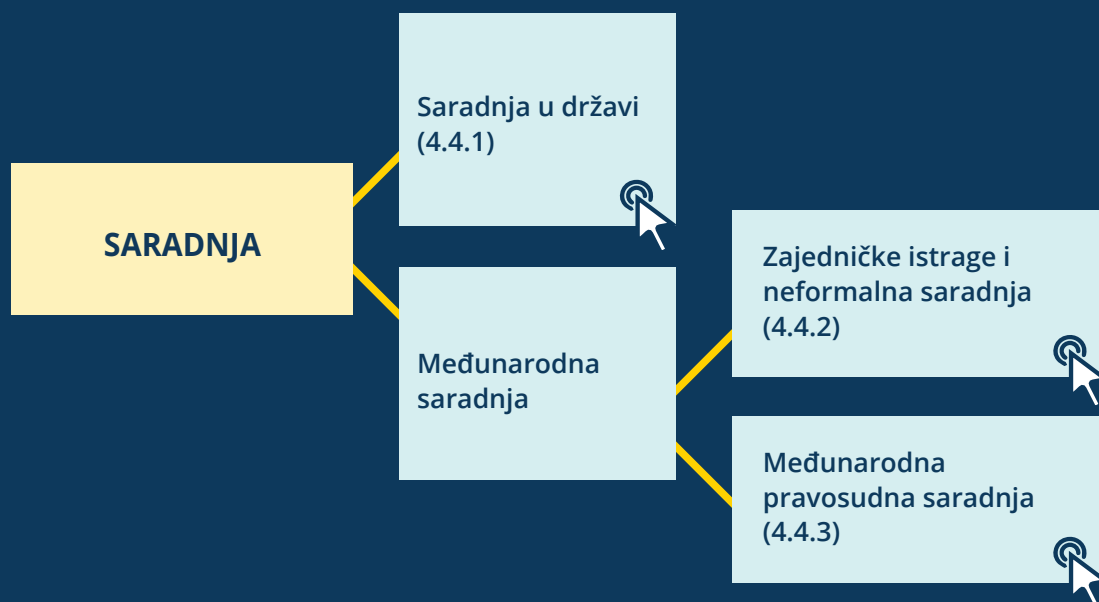 SARADNJA
Saradnja u državi
(4.4.1)
Međunarodna
saradnja
Zajedničke istrage i
neformalna saradnja
(4.4.2)
Međunarodna
pravosudna saradnja
(4.4.3)